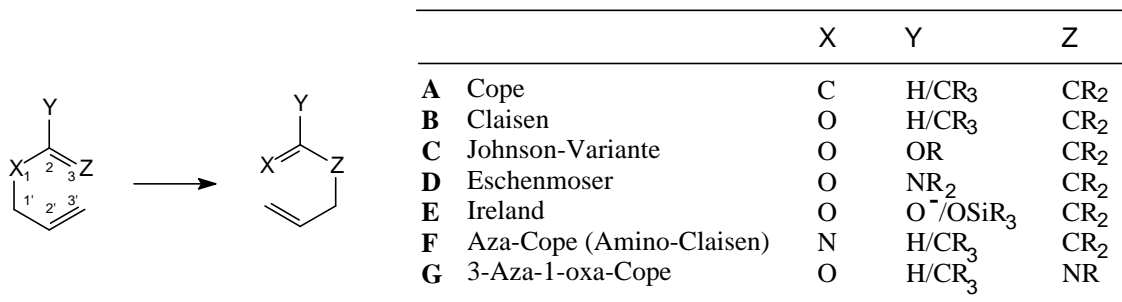 X Y Z
A Cope C H/CR3 CR2
B Claisen O H/CR3 CR2
C Johnson-Variante O OR CR2
D Eschenmoser O NR2 CR2
E Ireland O O-/OSiR3 CR2
F Aza-Cope (Amino-Claisen) N H/CR3 CR2
G 3-Aza-1-oxa-Cope O H/CR3 NR
Y Y
X 1 2 3 Z X Z
1' 2' 3'